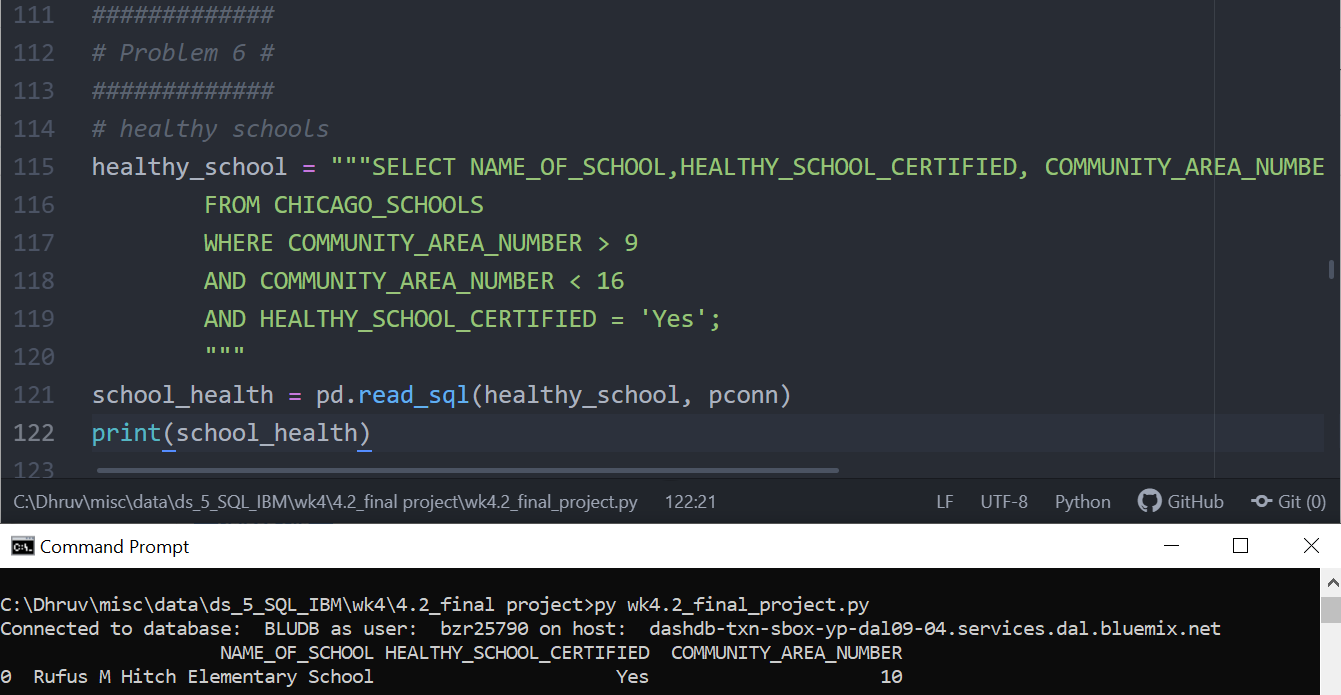 111 #############
112 # Problem 6 #
113 #############
114 # healthy schools
115 healthy_school = """SELECT NAME_OF_SCHOOL,HEALTHY_SCHOOL_CERTIFIED, COMMUNITY_AREA_NUMBE
116 FROM CHICAGO_SCHOOLS
117 WHERE COMMUNITY_AREA_NUMBER > 9
118 AND COMMUNITY_AREA_NUMBER < 16
119 AND HEALTHY_SCHOOL_CERTIFIED = 'Yes';
120 """
121 school_health = pd.read_sql(healthy_school, pconn)
122 print(school_health)
123
C:\Dhruv\misc\data\ds_5_SQL_IBM\wk4\4.2_final project\wk4.2_final_project.py 122:21 LF UTF-8 Python GitHub Git (0)
C:\. Command Prompt
C:\Dhruv\misc\data\ds_5_SQL_IBM\wk4\4.2_final project>py wk4.2_final_project.py
Connected to database:  BLUDB as user:  bzr25790 on host:  dashdb-txn-sbox-yp-dal09-04.services.dal.bluemix.net
NAME_OF_SCHOOL HEALTHY_SCHOOL_CERTIFIED  COMMUNITY_AREA_NUMBER
0  Rufus M Hitch Elementary School Yes 10